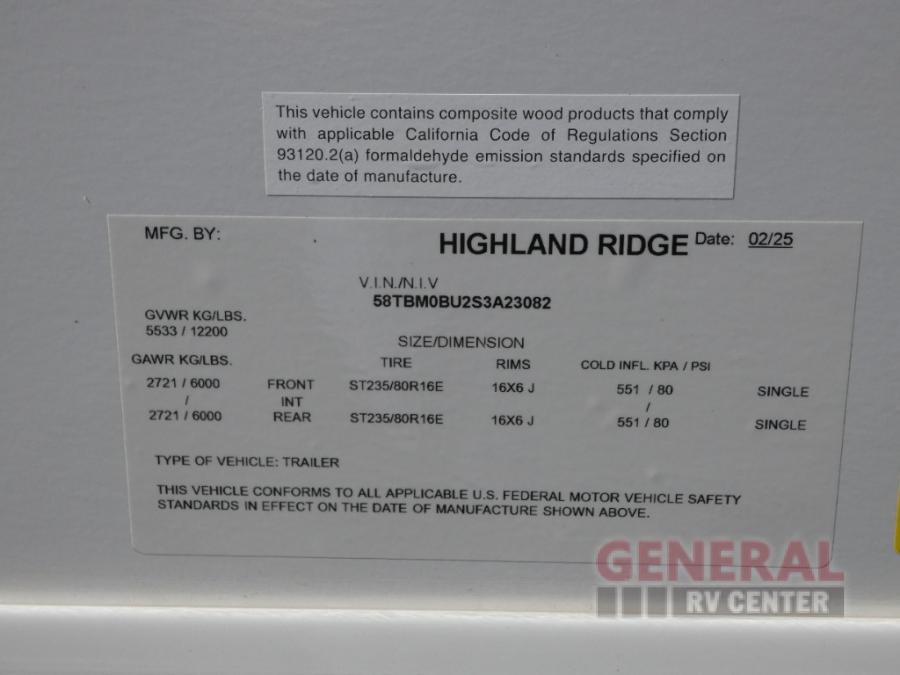 This vehicle contains composite wood products that comply
with applicable California Code of Regulations Section
93120.2(a) formaldehyde emission standards specified on
the date of manufacture.
MFG. BY: HIGHLAND RIDGE Date: 02/25
V.I.N./N.I.V
58TBM0BU2S3A23082
GVWR KG/LBS.
5533 / 12200
SIZE/DIMENSION
GAWR KG/LBS. TIRE RIMS COLD INFL. KPA / PSI
2721 / 6000 FRONT ST235/80R16E 16X6 J 551 / 80 SINGLE
/ INT /
2721 / 6000 REAR ST235/80R16E 16X6 J 551 / 80 SINGLE
TYPE OF VEHICLE: TRAILER
THIS VEHICLE CONFORMS TO ALL APPLICABLE U.S. FEDERAL MOTOR VEHICLE SAFETY
STANDARDS IN EFFECT ON THE DATE OF MANUFACTURE SHOWN ABOVE.
GENERAL
RV CENTER